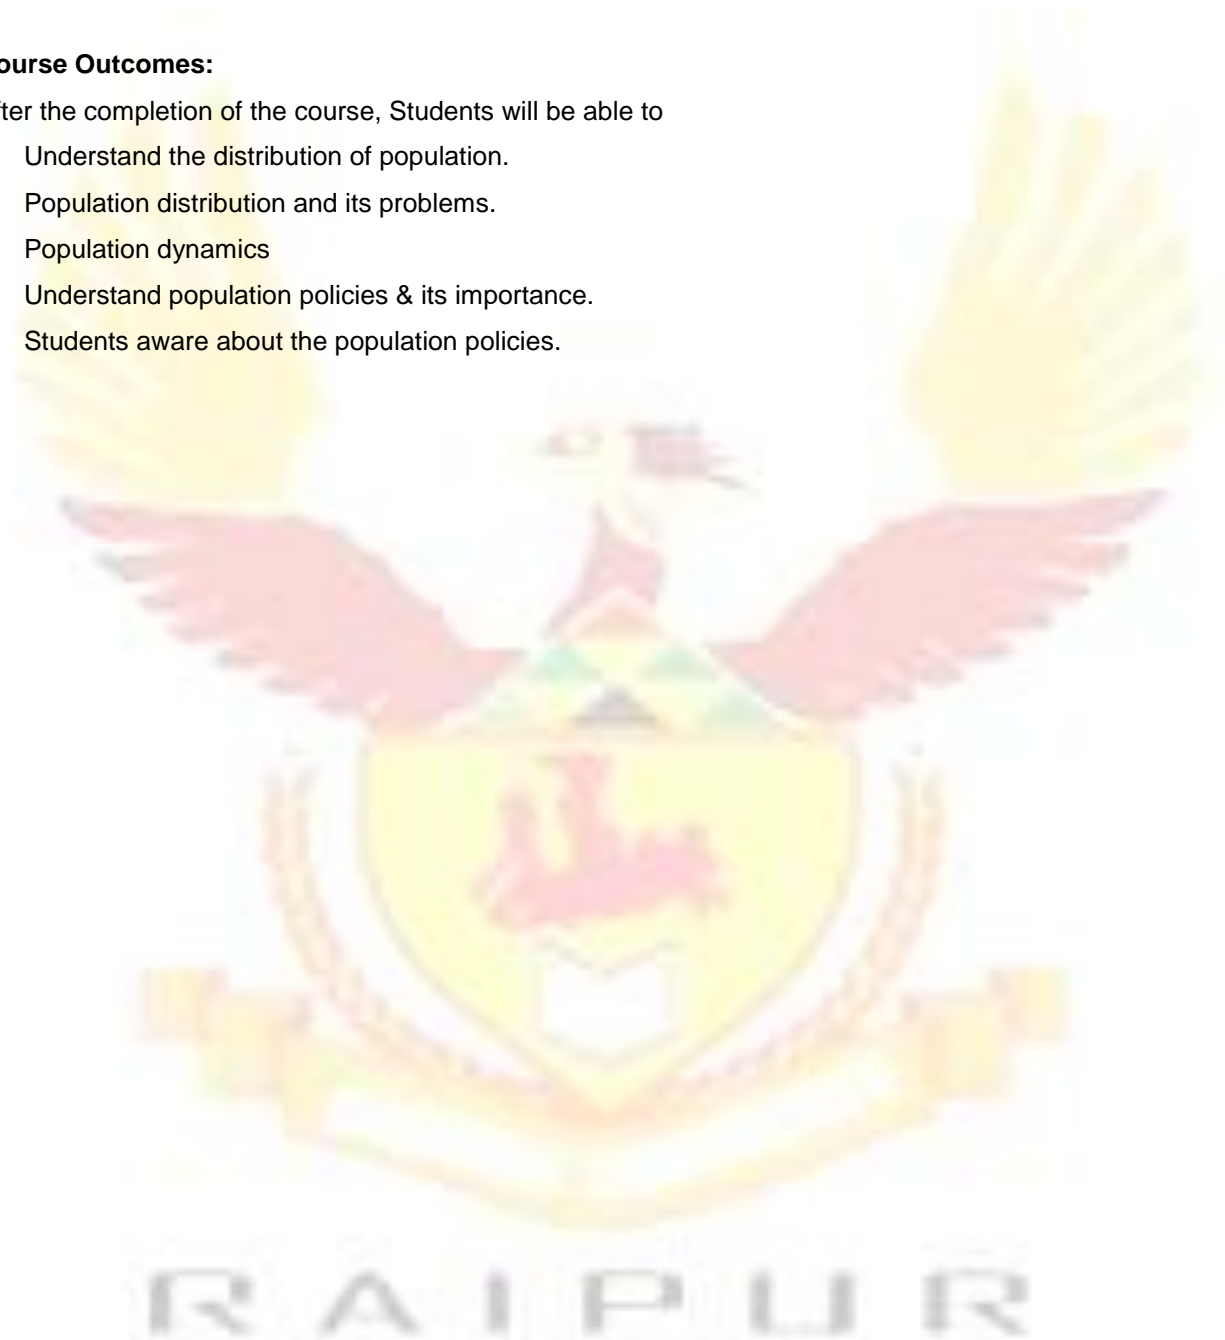 ourse Outcomes:
ter the completion of the course, Students will be able to
Understand the distribution of population.
Population distribution and its problems.
Population dynamics
Understand population policies & its importance.
Students aware about the population policies.
RAIPUR